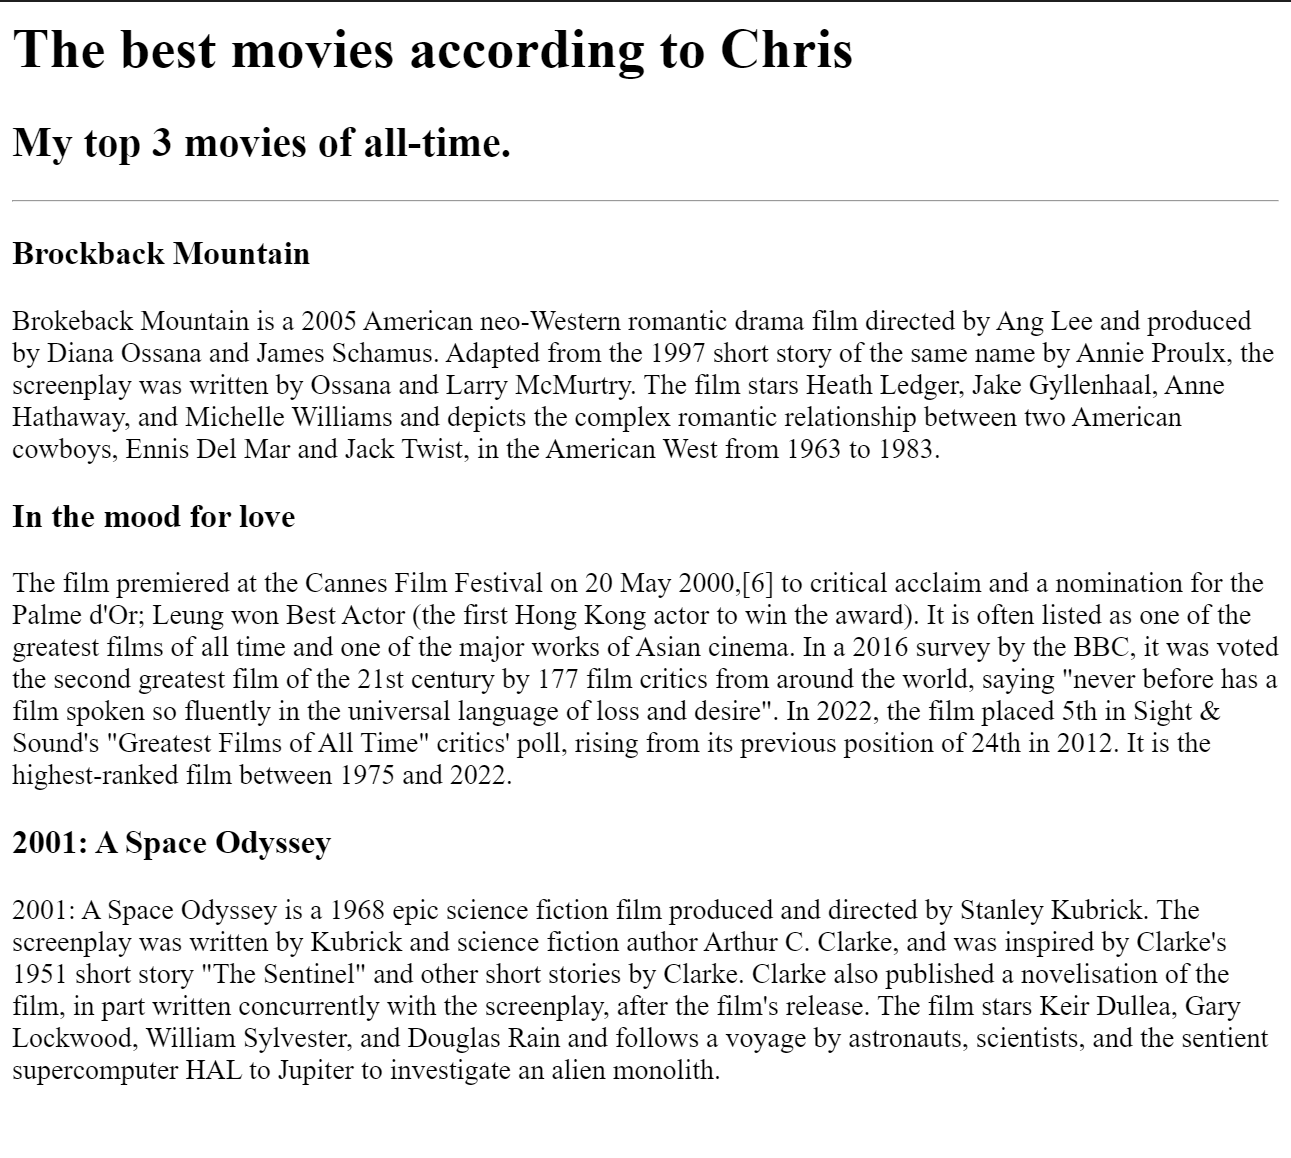 The best movies according to Chris
My top 3 movies of all-time.
Brockback Mountain
Brokeback Mountain is a 2005 American neo-Western romantic drama film directed by Ang Lee and produced
by Diana Ossana and James Schamus. Adapted from the 1997 short story of the same name by Annie Proulx, the
screenplay was written by Ossana and Larry McMurtry. The film stars Heath Ledger, Jake Gyllenhaal, Anne
Hathaway, and Michelle Williams and depicts the complex romantic relationship between two American
cowboys, Ennis Del Mar and Jack Twist, in the American West from 1963 to 1983.
In the mood for love
The film premiered at the Cannes Film Festival on 20 May 2000,[6] to critical acclaim and a nomination for the
Palme d'Or; Leung won Best Actor (the first Hong Kong actor to win the award). It is often listed as one of the
greatest films of all time and one of the major works of Asian cinema. In a 2016 survey by the BBC, it was voted
the second greatest film of the 21st century by 177 film critics from around the world, saying "never before has a
film spoken so fluently in the universal language of loss and desire". In 2022, the film placed 5th in Sight &
Sound's "Greatest Films of All Time" critics' poll, rising from its previous position of 24th in 2012. It is the
highest-ranked film between 1975 and 2022.
2001: A Space Odyssey
2001: A Space Odyssey is a 1968 epic science fiction film produced and directed by Stanley Kubrick. The
screenplay was written by Kubrick and science fiction author Arthur C. Clarke, and was inspired by Clarke's
1951 short story "The Sentinel" and other short stories by Clarke. Clarke also published a novelisation of the
film, in part written concurrently with the screenplay, after the film's release. The film stars Keir Dullea, Gary
Lockwood, William Sylvester, and Douglas Rain and follows a voyage by astronauts, scientists, and the sentient
supercomputer HAL to Jupiter to investigate an alien monolith.